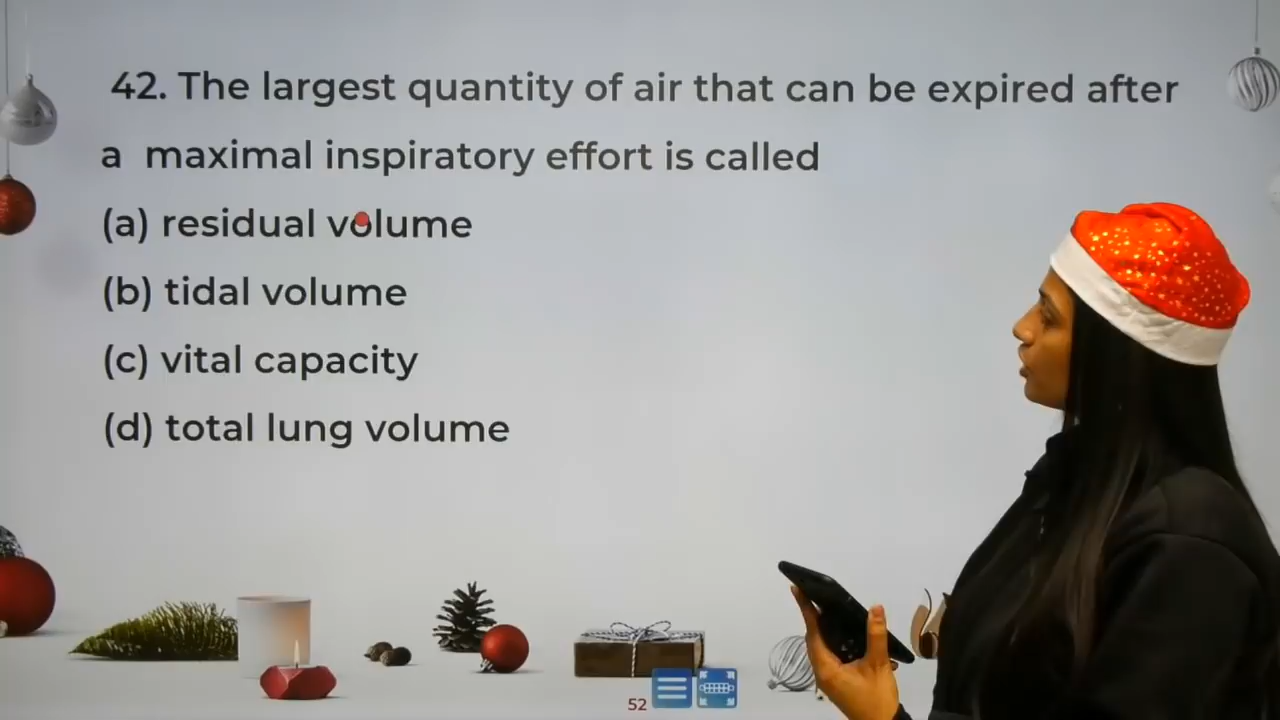 42. The largest quantity of air that can be expired after
a maximal inspiratory effort is called
(a) residual volume
(b) tidal volume
(c) vital capacity
(d) total lung volume
52